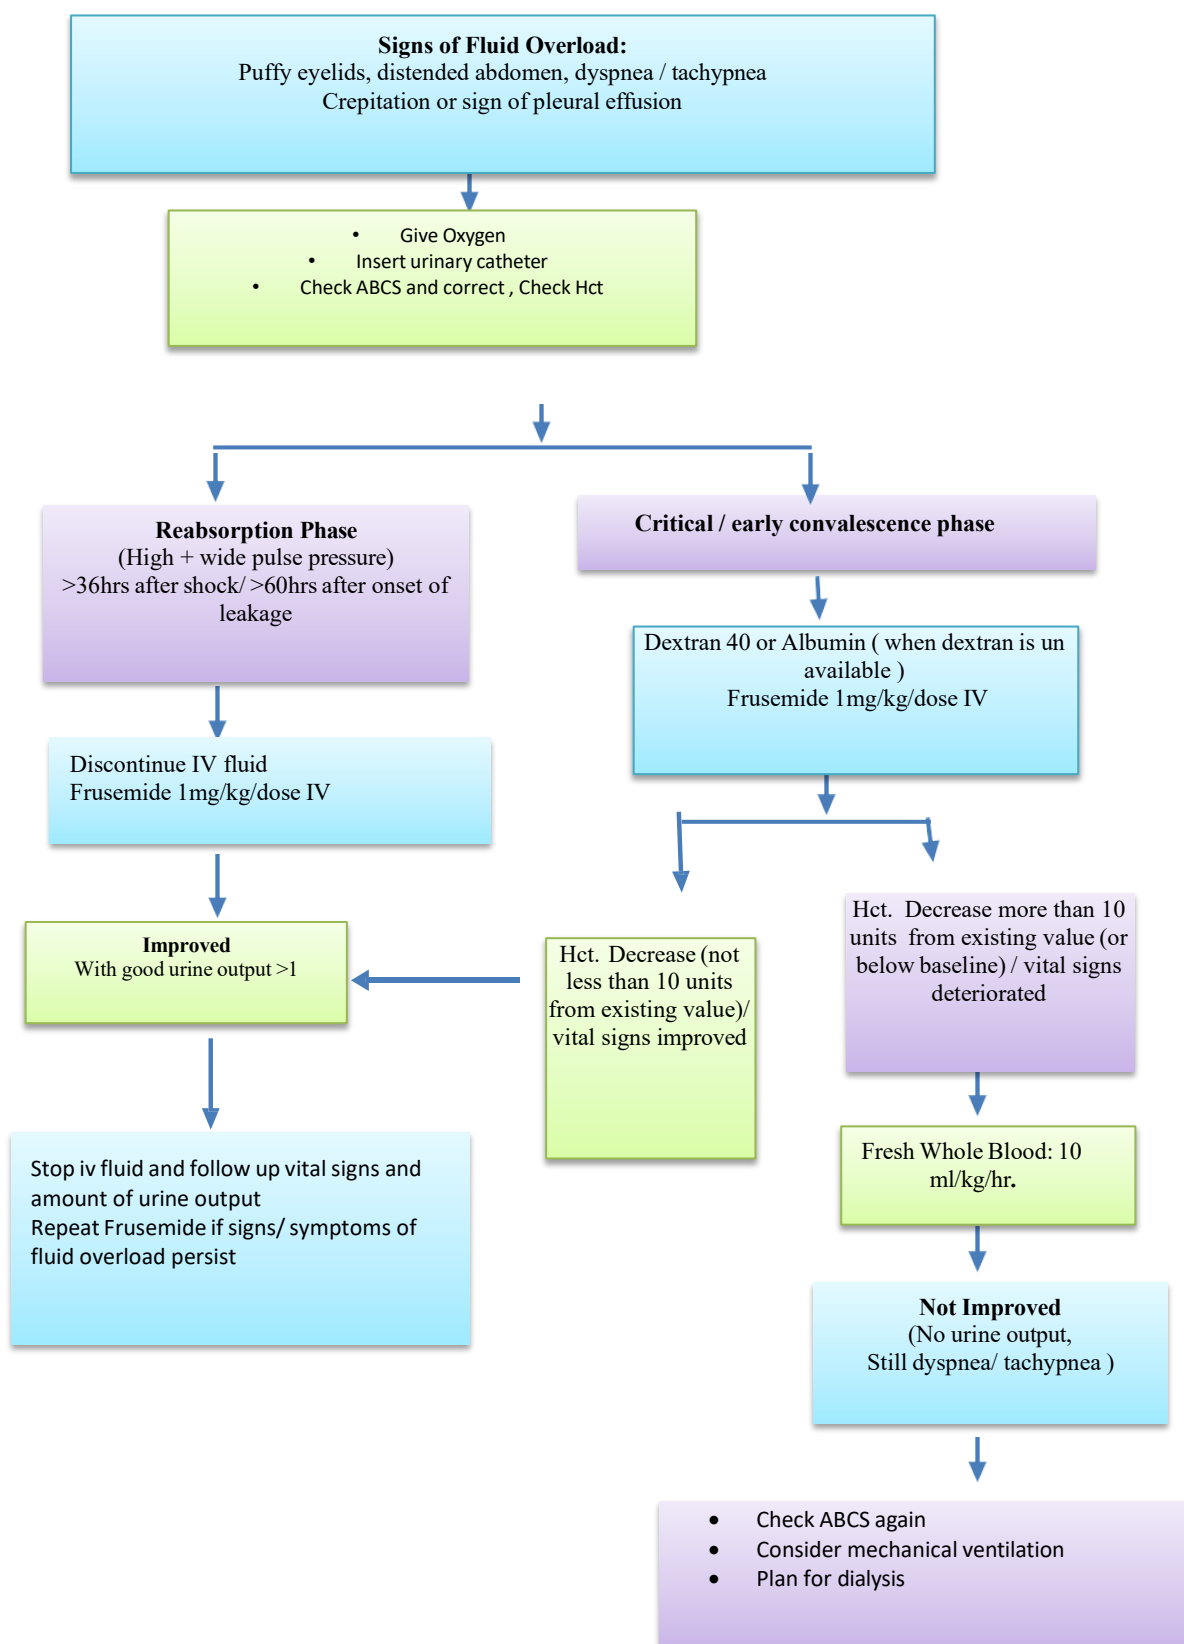 Signs of Fluid Overload:
Puffy eyelids, distended abdomen, dyspnea / tachypnea
Crepitation or sign of pleural effusion
• Give Oxygen
• Insert urinary catheter
• Check ABCS and correct , Check Hct
Reabsorption Phase
(High + wide pulse pressure)
>36hrs after shock/ >60hrs after onset of
leakage
Critical / early convalescence phase
Discontinue IV fluid
Frusemide 1mg/kg/dose IV
Dextran 40 or Albumin ( when dextran is un
available )
Frusemide 1mg/kg/dose IV
Improved
With good urine output >1
Hct. Decrease (not
less than 10 units
from existing value)/
vital signs improved
Hct. Decrease more than 10
units from existing value (or
below baseline) / vital signs
deteriorated
Stop iv fluid and follow up vital signs and
amount of urine output
Repeat Frusemide if signs/ symptoms of
fluid overload persist
Fresh Whole Blood: 10
ml/kg/hr.
Not Improved
(No urine output,
Still dyspnea/ tachypnea )
• Check ABCS again
• Consider mechanical ventilation
• Plan for dialysis